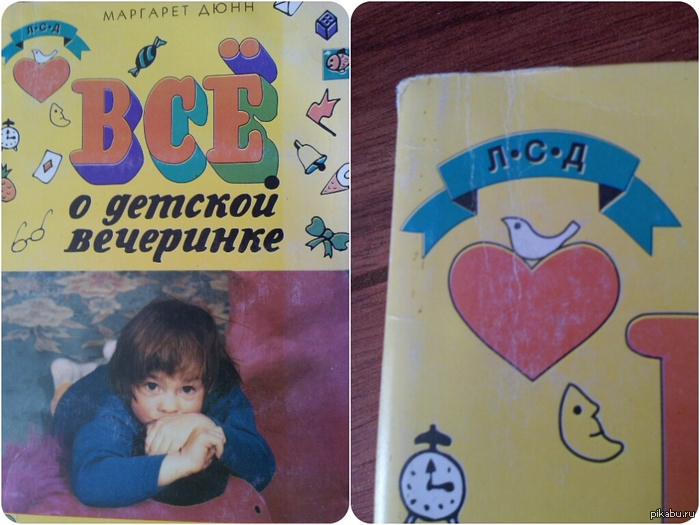 МАРГАРЕТ ДЮНН
Л•С•Д
ВСЁ
о детской
вечеринке
Л•С•Д
pikabu.ru